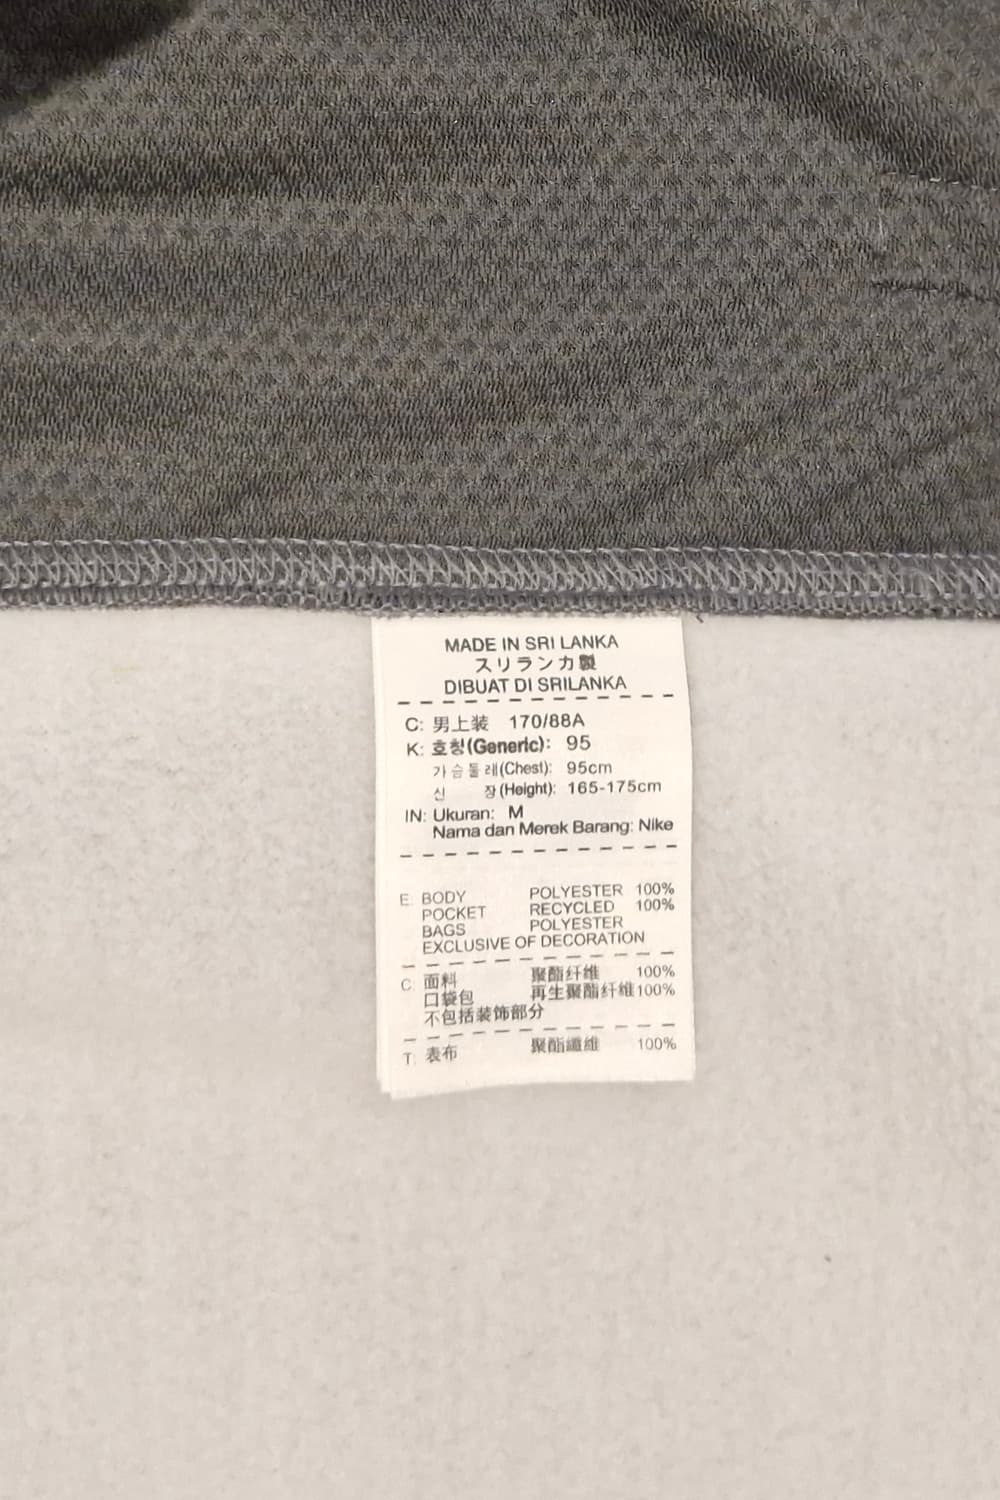 MADE IN SRI LANKA
スリランカ製
DIBUAT DI SRILANKA
C: 男上装 170/88A
K: 호칭(Generic): 95
가슴둘레(Chest): 95cm
신 장(Height): 165-175cm
IN: Ukuran: M
Nama dan Merek Barang: Nike
E: BODY POLYESTER 100%
POCKET RECYCLED 100%
BAGS POLYESTER
EXCLUSIVE OF DECORATION
C: 面料 聚酯纤维 100%
口袋包 再生聚酯纤维100%
不包括装饰部分
T: 表布 聚酯纖維 100%